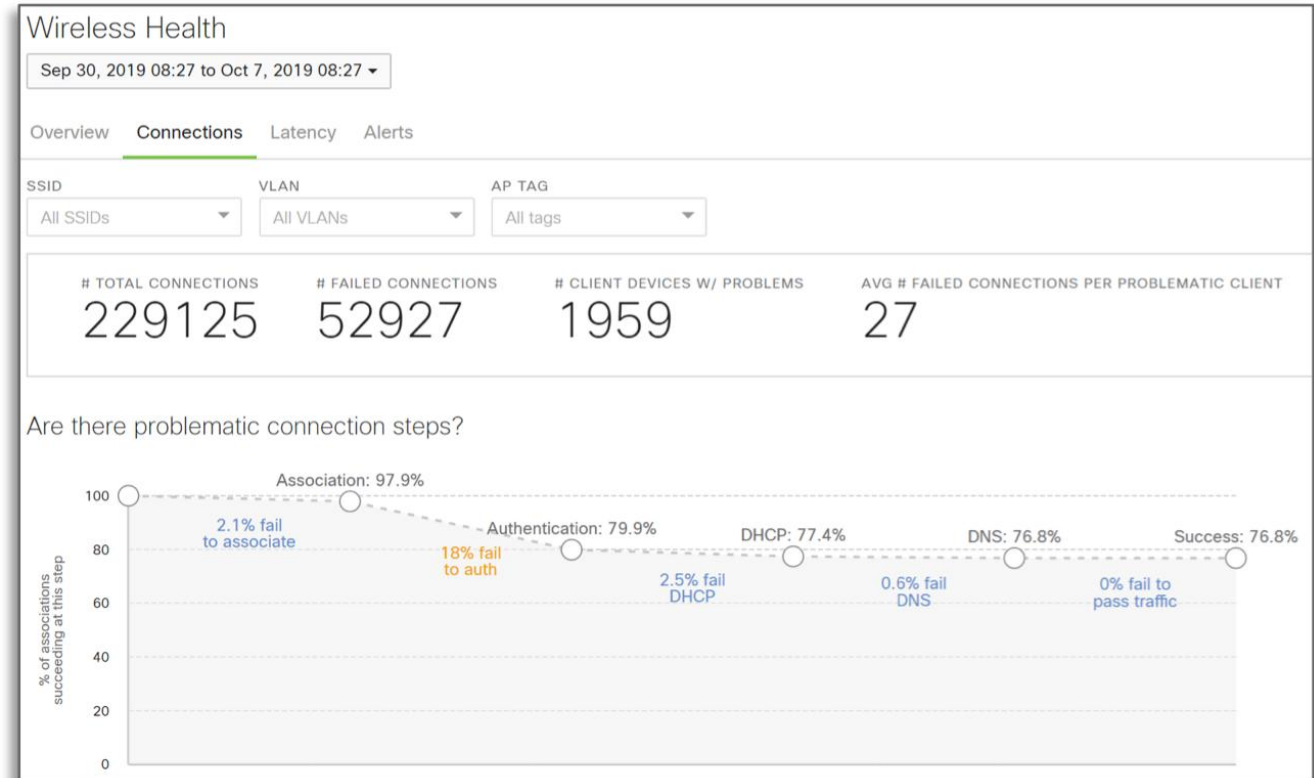 Wireless Health
Sep 30, 2019 08:27 to Oct 7, 2019 08:27
Overview Connections Latency Alerts
SSID VLAN AP TAG
All SSIDs All VLANs All tags
# TOTAL CONNECTIONS # FAILED CONNECTIONS # CLIENT DEVICES W/ PROBLEMS AVG # FAILED CONNECTIONS PER PROBLEMATIC CLIENT
229125 52927 1959 27
Are there problematic connection steps?
% of associations
succeeding at this step
100
80
60
40
20
0
Association: 97.9%
Authentication: 79.9%
DHCP: 77.4%
DNS: 76.8%
Success: 76.8%
2.1% fail
to associate
18% fail
to auth
2.5% fail
DHCP
0.6% fail
DNS
0% fail to
pass traffic